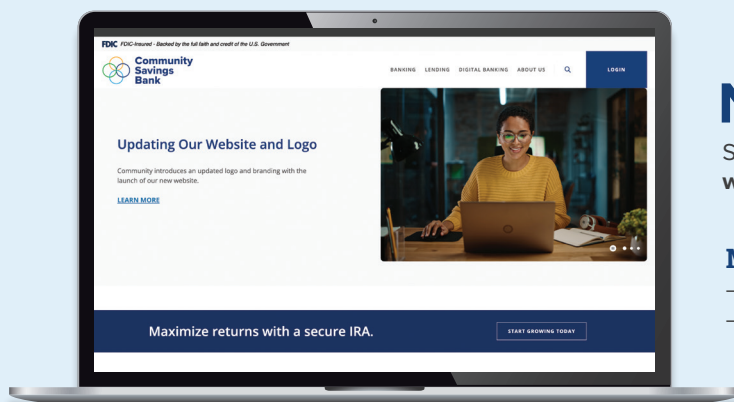 FDIC FDIC-Insured - Backed by the full faith and credit of the U.S. Government
Community
Savings
Bank
BANKING LENDING DIGITAL BANKING ABOUT US LOGIN
Updating Our Website and Logo
Community introduces an updated logo and branding with the
launch of our new website.
LEARN MORE
Maximize returns with a secure IRA.
START GROWING TODAY